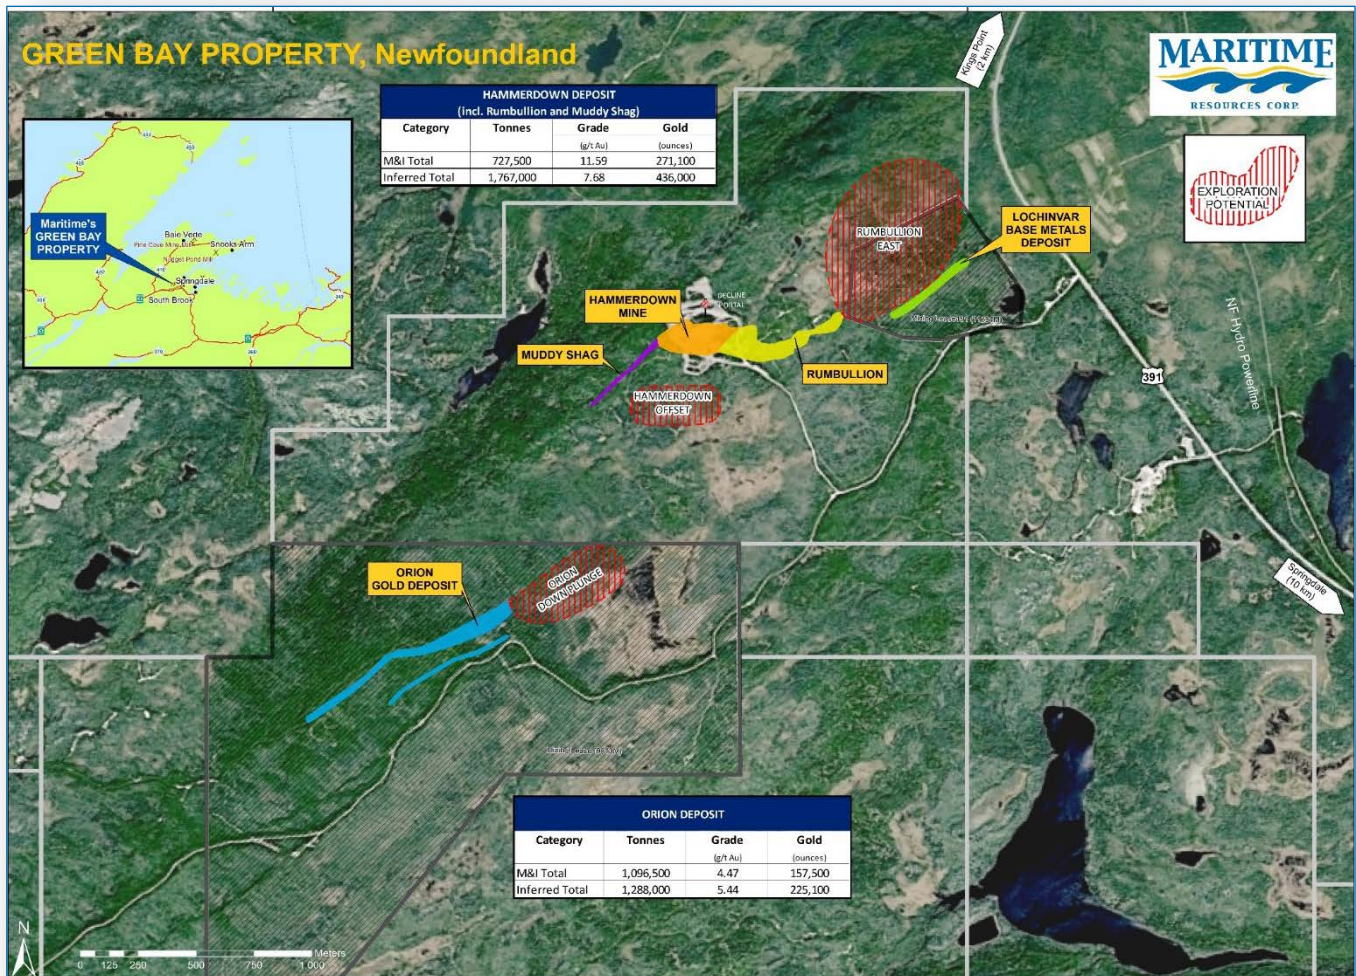 GREEN BAY PROPERTY, Newfoundland
Kings Point
(2 km)
MARITIME
RESOURCES CORP.
HAMMERDOWN DEPOSIT
(incl. Rumbullion and Muddy Shag)
Category Tonnes Grade Gold
(g/t Au) (ounces)
M&I Total 727,500 11.59 271,100
Inferred Total 1,767,000 7.68 436,000
Maritime's
GREEN BAY
PROPERTY
Baie Verte
Pine Cove Mine
Snooks Arm
Nugget Pond Mill
Springdale
South Brook
EXPLORATION
POTENTIAL
RUMBULLION
EAST
LOCHINVAR
BASE METALS
DEPOSIT
DECLINE
PORTAL
HAMMERDOWN
MINE
MUDDY SHAG
RUMBULLION
HAMMERDOWN
OFFSET
391
NF Hydro Powerline
ORION
GOLD DEPOSIT
ORION
DOWN PLUNGE
Springdale
(10 km)
ORION DEPOSIT
Category Tonnes Grade Gold
(g/t Au) (ounces)
M&I Total 1,096,500 4.47 157,500
Inferred Total 1,288,000 5.44 225,100
N
Meters
0 125 250 500 750 1 000